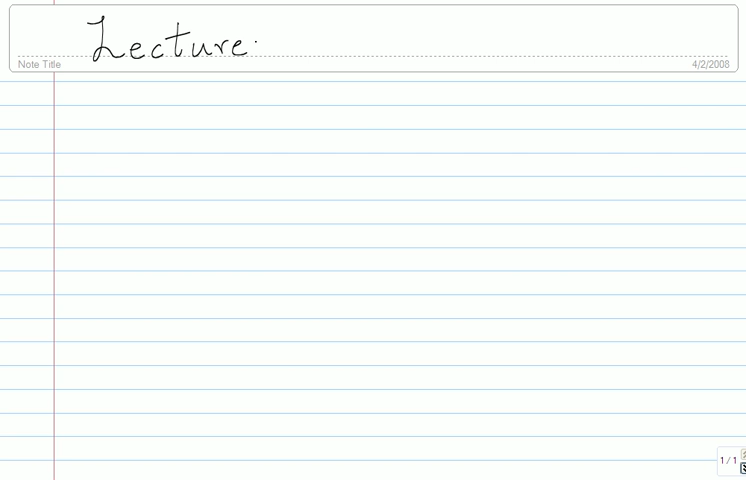 Lecture.
Note Title
4/2/2008
1 / 1